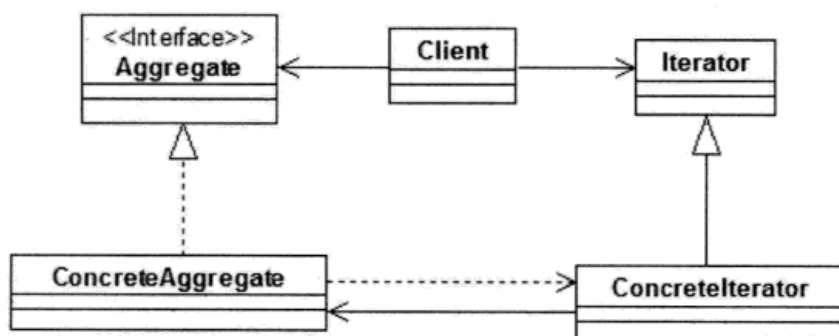 <<Interface>>
Aggregate
Client
Iterator
ConcreteAggregate
ConcreteIterator